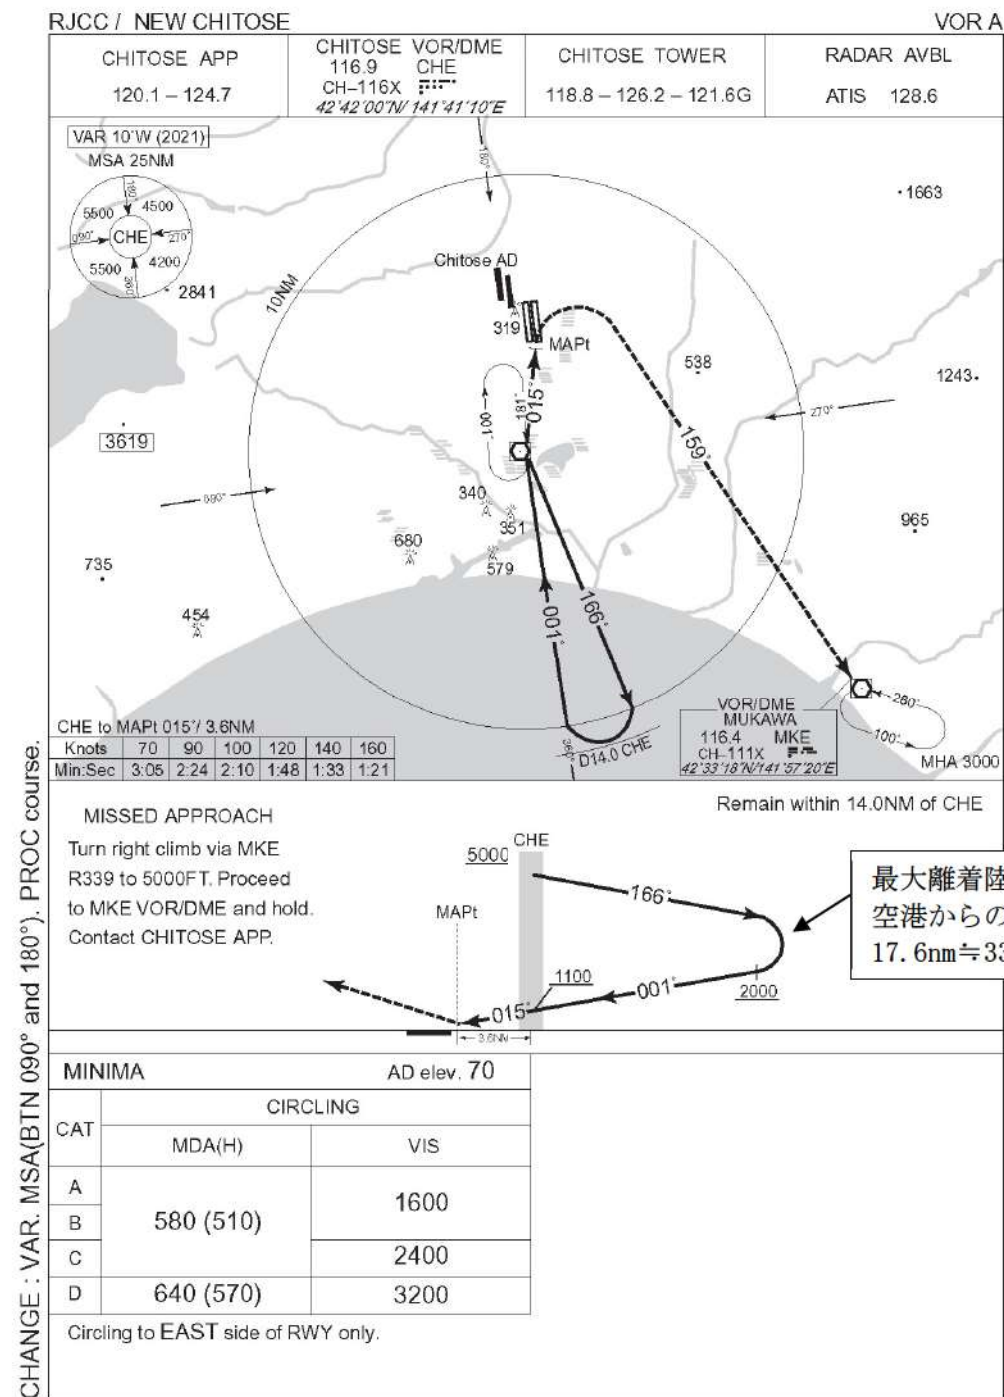 RJCC / NEW CHITOSE
VOR A
CHITOSE APP
120.1 – 124.7
CHITOSE VOR/DME
116.9 CHE
CH–116X
42°42'00"N/ 141°41'10"E
CHITOSE TOWER
118.8 – 126.2 – 121.6G
RADAR AVBL
ATIS 128.6
VAR 10°W (2021)
MSA 25NM
180°
5500
4500
090°
CHE
270°
5500
4200
360°
2841
10NM
180°
1663
Chitose AD
319
MAPt
538
1243
181°
015°
001°
270°
3619
159°
090°
340
351
680
579
965
735
454
001°
166°
CHE to MAPt 015°/ 3.6NM
Knots 70 90 100 120 140 160
Min:Sec 3:05 2:24 2:10 1:48 1:33 1:21
360°
D14.0 CHE
VOR/DME
MUKAWA
116.4 MKE
CH–111X
42°33'18"N/141°57'20"E
280°
100°
MHA 3000
Remain within 14.0NM of CHE
MISSED APPROACH
Turn right climb via MKE
R339 to 5000FT. Proceed
to MKE VOR/DME and hold.
Contact CHITOSE APP.
CHE
5000
166°
MAPt
1100
001°
2000
015°
3.6NM
最大離着陸
空港からの
17.6nm≒33
MINIMA
AD elev. 70
CAT
CIRCLING
MDA(H)
VIS
A
B
580 (510)
1600
C
2400
D
640 (570)
3200
Circling to EAST side of RWY only.
CHANGE : VAR. MSA(BTN 090° and 180°). PROC course.